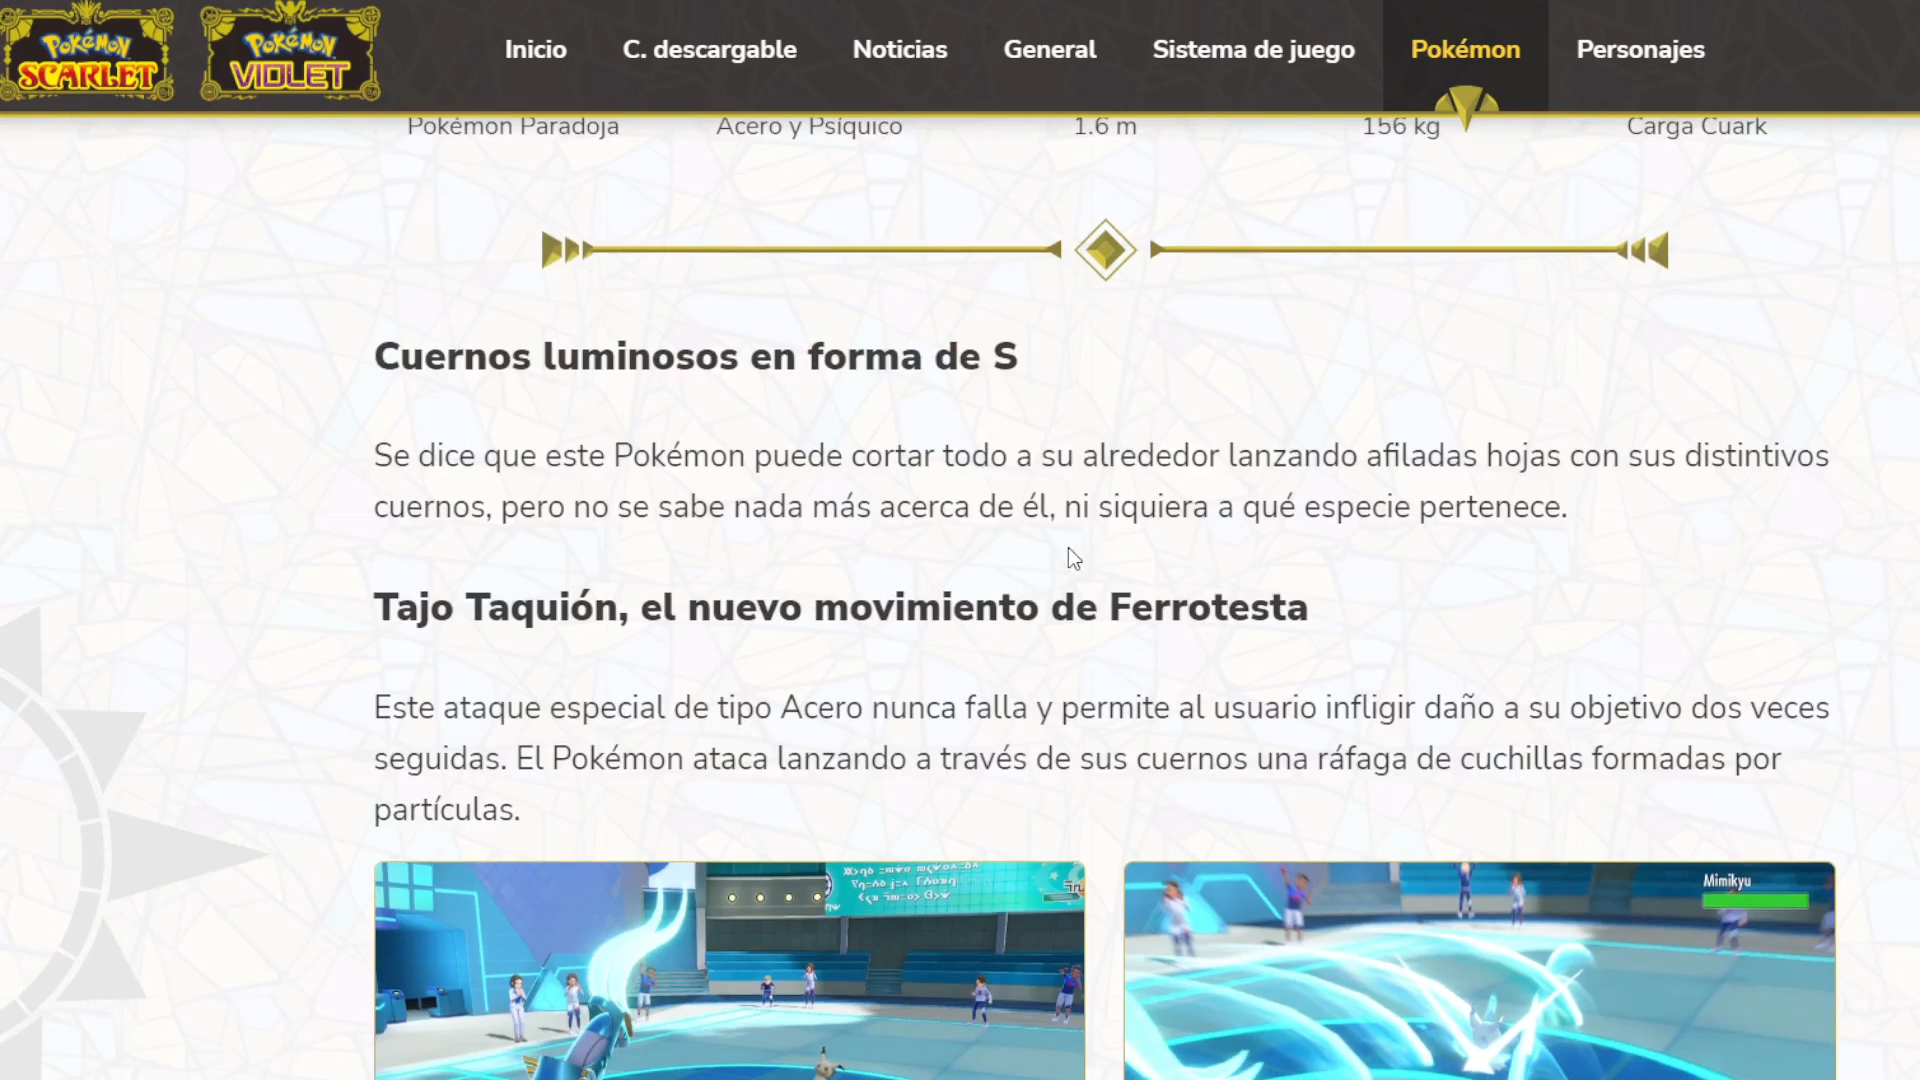 POKÉMON SCARLET
POKÉMON VIOLET
Inicio C. descargable Noticias General Sistema de juego Pokémon Personajes
Pokémon Paradoja Acero y Psíquico 1.6 m 156 kg Carga Cuark
Cuernos luminosos en forma de S
Se dice que este Pokémon puede cortar todo a su alrededor lanzando afiladas hojas con sus distintivos
cuernos, pero no se sabe nada más acerca de él, ni siquiera a qué especie pertenece.
Tajo Taquión, el nuevo movimiento de Ferrotesta
Este ataque especial de tipo Acero nunca falla y permite al usuario infligir daño a su objetivo dos veces
seguidas. El Pokémon ataca lanzando a través de sus cuernos una ráfaga de cuchillas formadas por
partículas.
Mimikyu